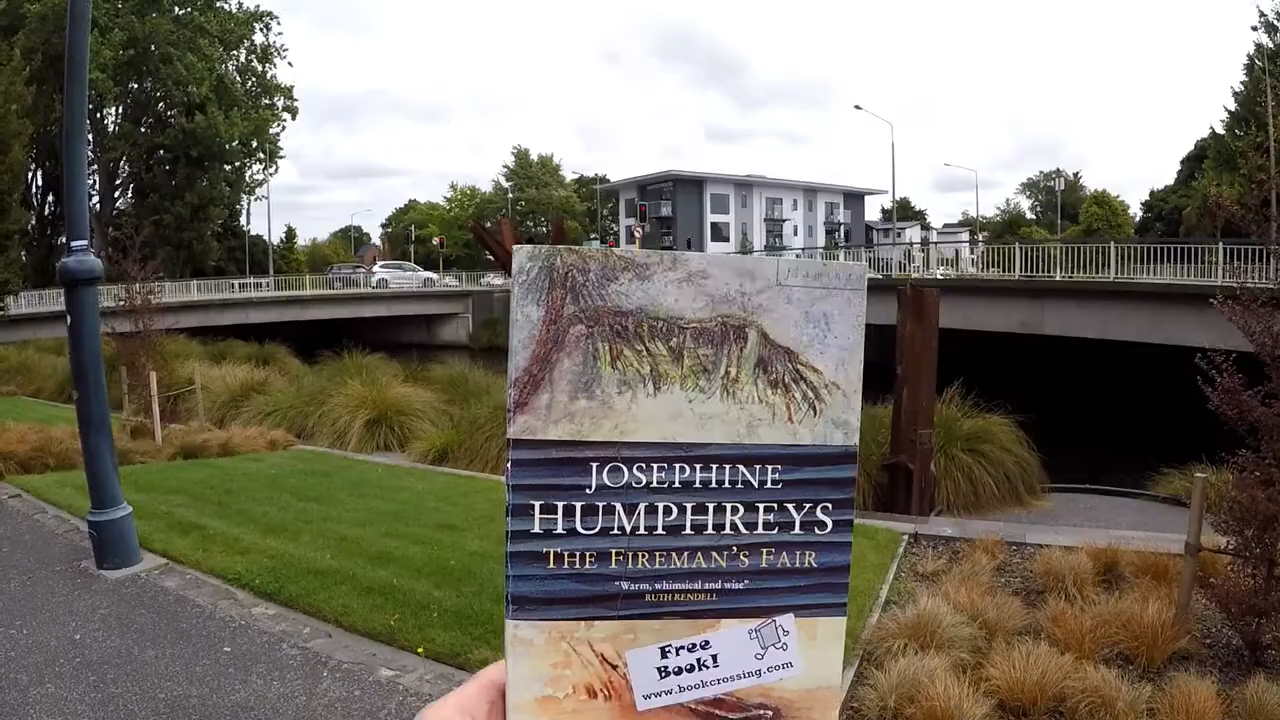 JOSEPHINE
HUMPHREYS
THE FIREMAN'S FAIR
"Warm, whimsical and wise."
RUTH RENDELL
Free
Book!
www.bookcrossing.com